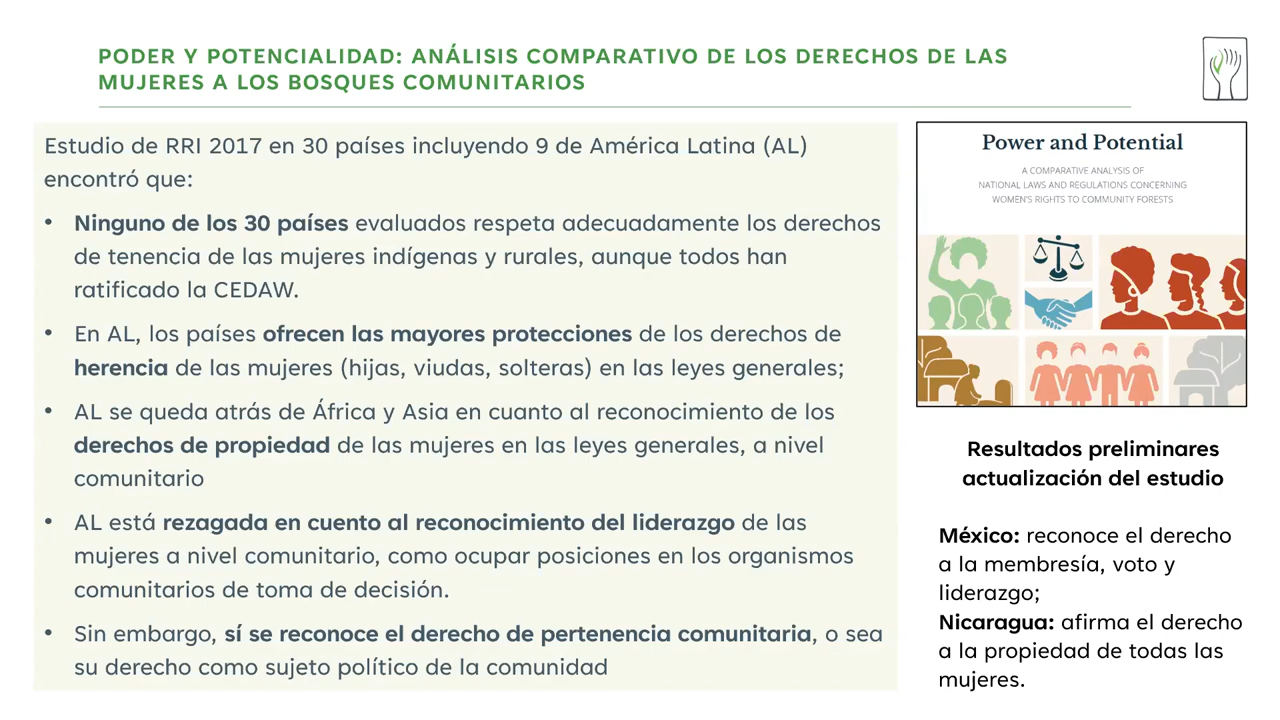 PODER Y POTENCIALIDAD: ANÁLISIS COMPARATIVO DE LOS DERECHOS DE LAS
MUJERES A LOS BOSQUES COMUNITARIOS
Estudio de RRI 2017 en 30 países incluyendo 9 de América Latina (AL)
encontró que:
• Ninguno de los 30 países evaluados respeta adecuadamente los derechos
de tenencia de las mujeres indígenas y rurales, aunque todos han
ratificado la CEDAW.
• En AL, los países ofrecen las mayores protecciones de los derechos de
herencia de las mujeres (hijas, viudas, solteras) en las leyes generales;
• AL se queda atrás de África y Asia en cuanto al reconocimiento de los
derechos de propiedad de las mujeres en las leyes generales, a nivel
comunitario
• AL está rezagada en cuento al reconocimiento del liderazgo de las
mujeres a nivel comunitario, como ocupar posiciones en los organismos
comunitarios de toma de decisión.
• Sin embargo, sí se reconoce el derecho de pertenencia comunitaria, o sea
su derecho como sujeto político de la comunidad
Power and Potential
A COMPARATIVE ANALYSIS OF
NATIONAL LAWS AND REGULATIONS CONCERNING
WOMEN'S RIGHTS TO COMMUNITY FORESTS
Resultados preliminares
actualización del estudio
México: reconoce el derecho
a la membresía, voto y
liderazgo;
Nicaragua: afirma el derecho
a la propiedad de todas las
mujeres.